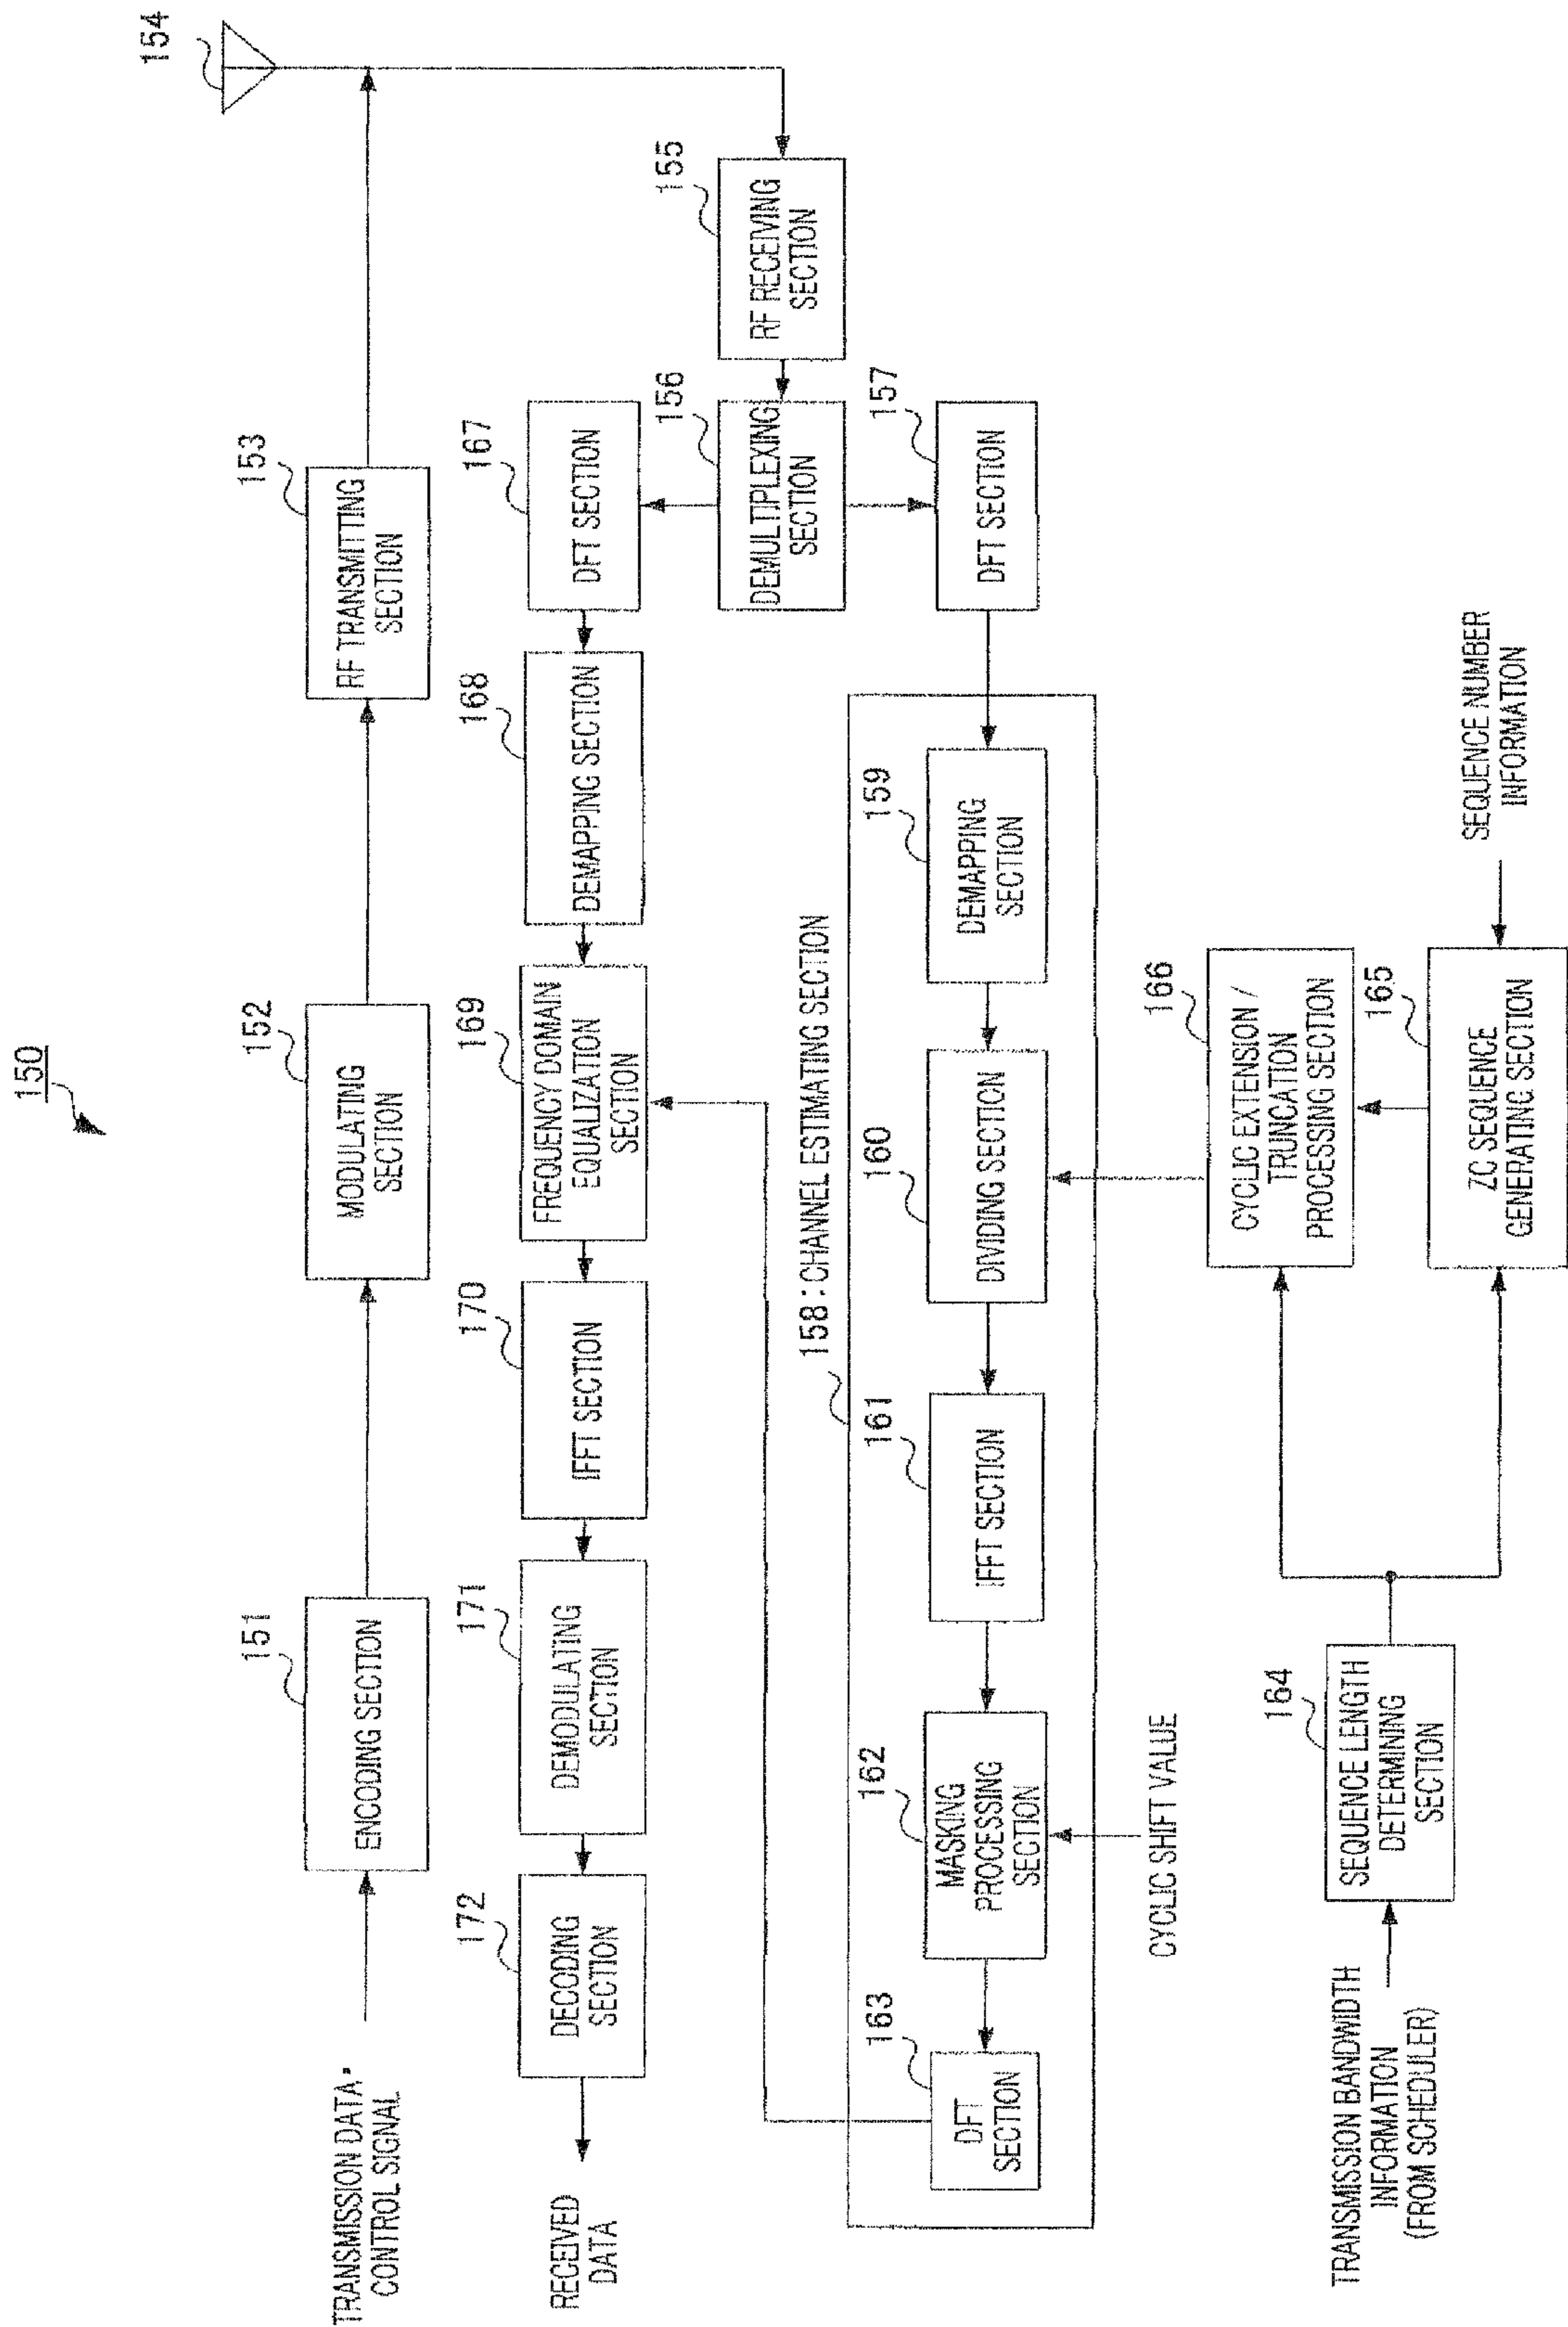 150
TRANSMISSION DATA·
CONTROL SIGNAL
151
ENCODING SECTION
152
MODULATING
SECTION
153
RF TRANSMITTING
SECTION
154
RECEIVED
DATA
172
DECODING
SECTION
171
DEMODULATING
SECTION
170
IFFT SECTION
169
FREQUENCY DOMAIN
EQUALIZATION
SECTION
168
DEMAPPING SECTION
167
DFT SECTION
156
DEMULTIPLEXING
SECTION
155
RF RECEIVING
SECTION
157
DFT SECTION
158 : CHANNEL ESTIMATING SECTION
163
DFT
SECTION
162
MASKING
PROCESSING
SECTION
161
IFFT SECTION
160
DIVIDING SECTION
159
DEMAPPING
SECTION
CYCLIC SHIFT VALUE
166
CYCLIC EXTENSION /
TRUNCATION
PROCESSING SECTION
TRANSMISSION BANDWIDTH
INFORMATION
(FROM SCHEDULER)
164
SEQUENCE LENGTH
DETERMINING
SECTION
165
ZC SEQUENCE
GENERATING SECTION
SEQUENCE NUMBER
INFORMATION